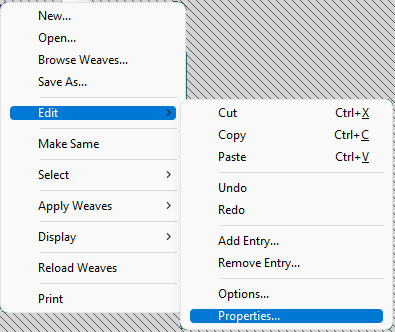 New...
Open...
Browse Weaves...
Save As...
Edit
Make Same
Select
Apply Weaves
Display
Reload Weaves
Print
Cut Ctrl+X
Copy Ctrl+C
Paste Ctrl+V
Undo
Redo
Add Entry...
Remove Entry...
Options...
Properties...